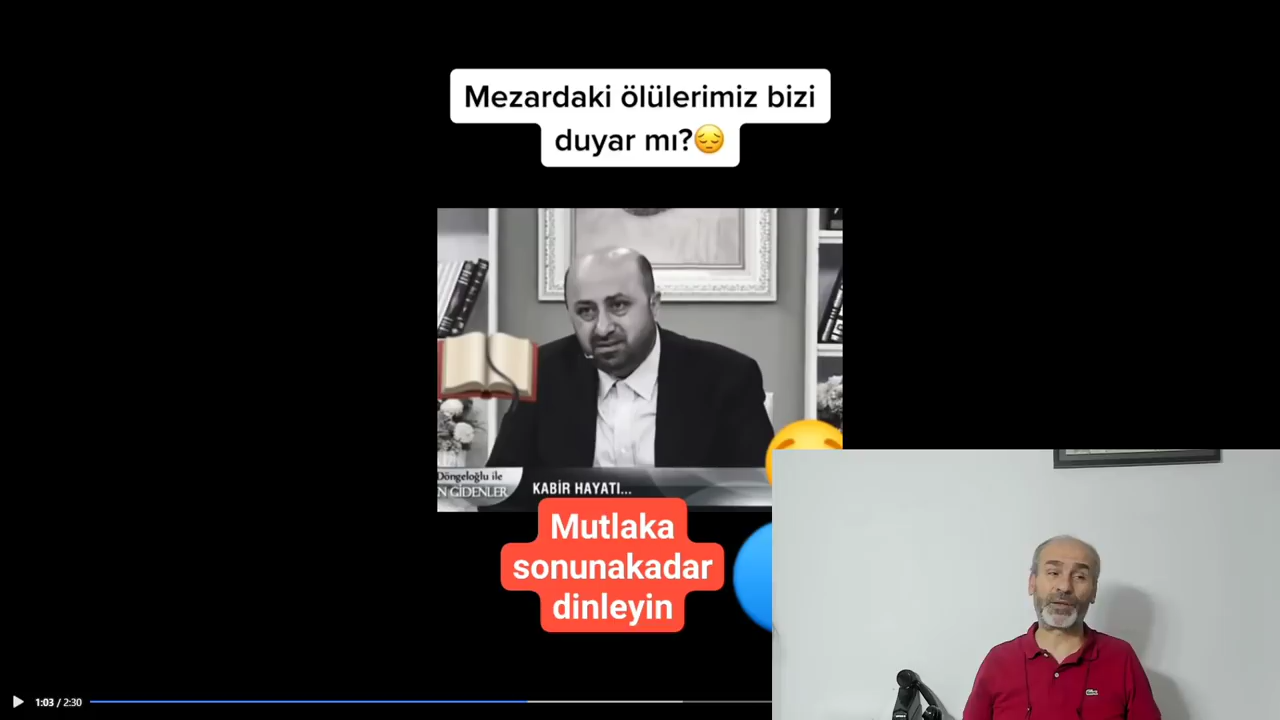 Mezardaki ölülerimiz bizi
duyar mı?😔
Döngeloğlu ile
N GİDENLER
KABİR HAYATI...
Mutlaka
sonunakadar
dinleyin
1:03 / 2:30